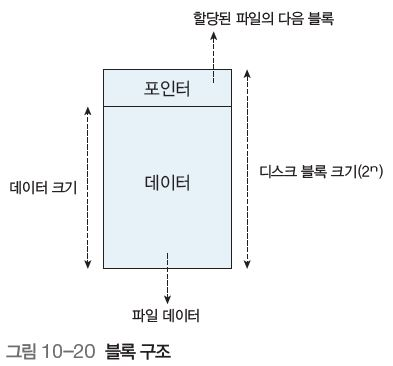 할당된 파일의 다음 블록
포인터
데이터 크기
데이터
디스크 블록 크기(2ⁿ)
파일 데이터
그림 10-20 블록 구조